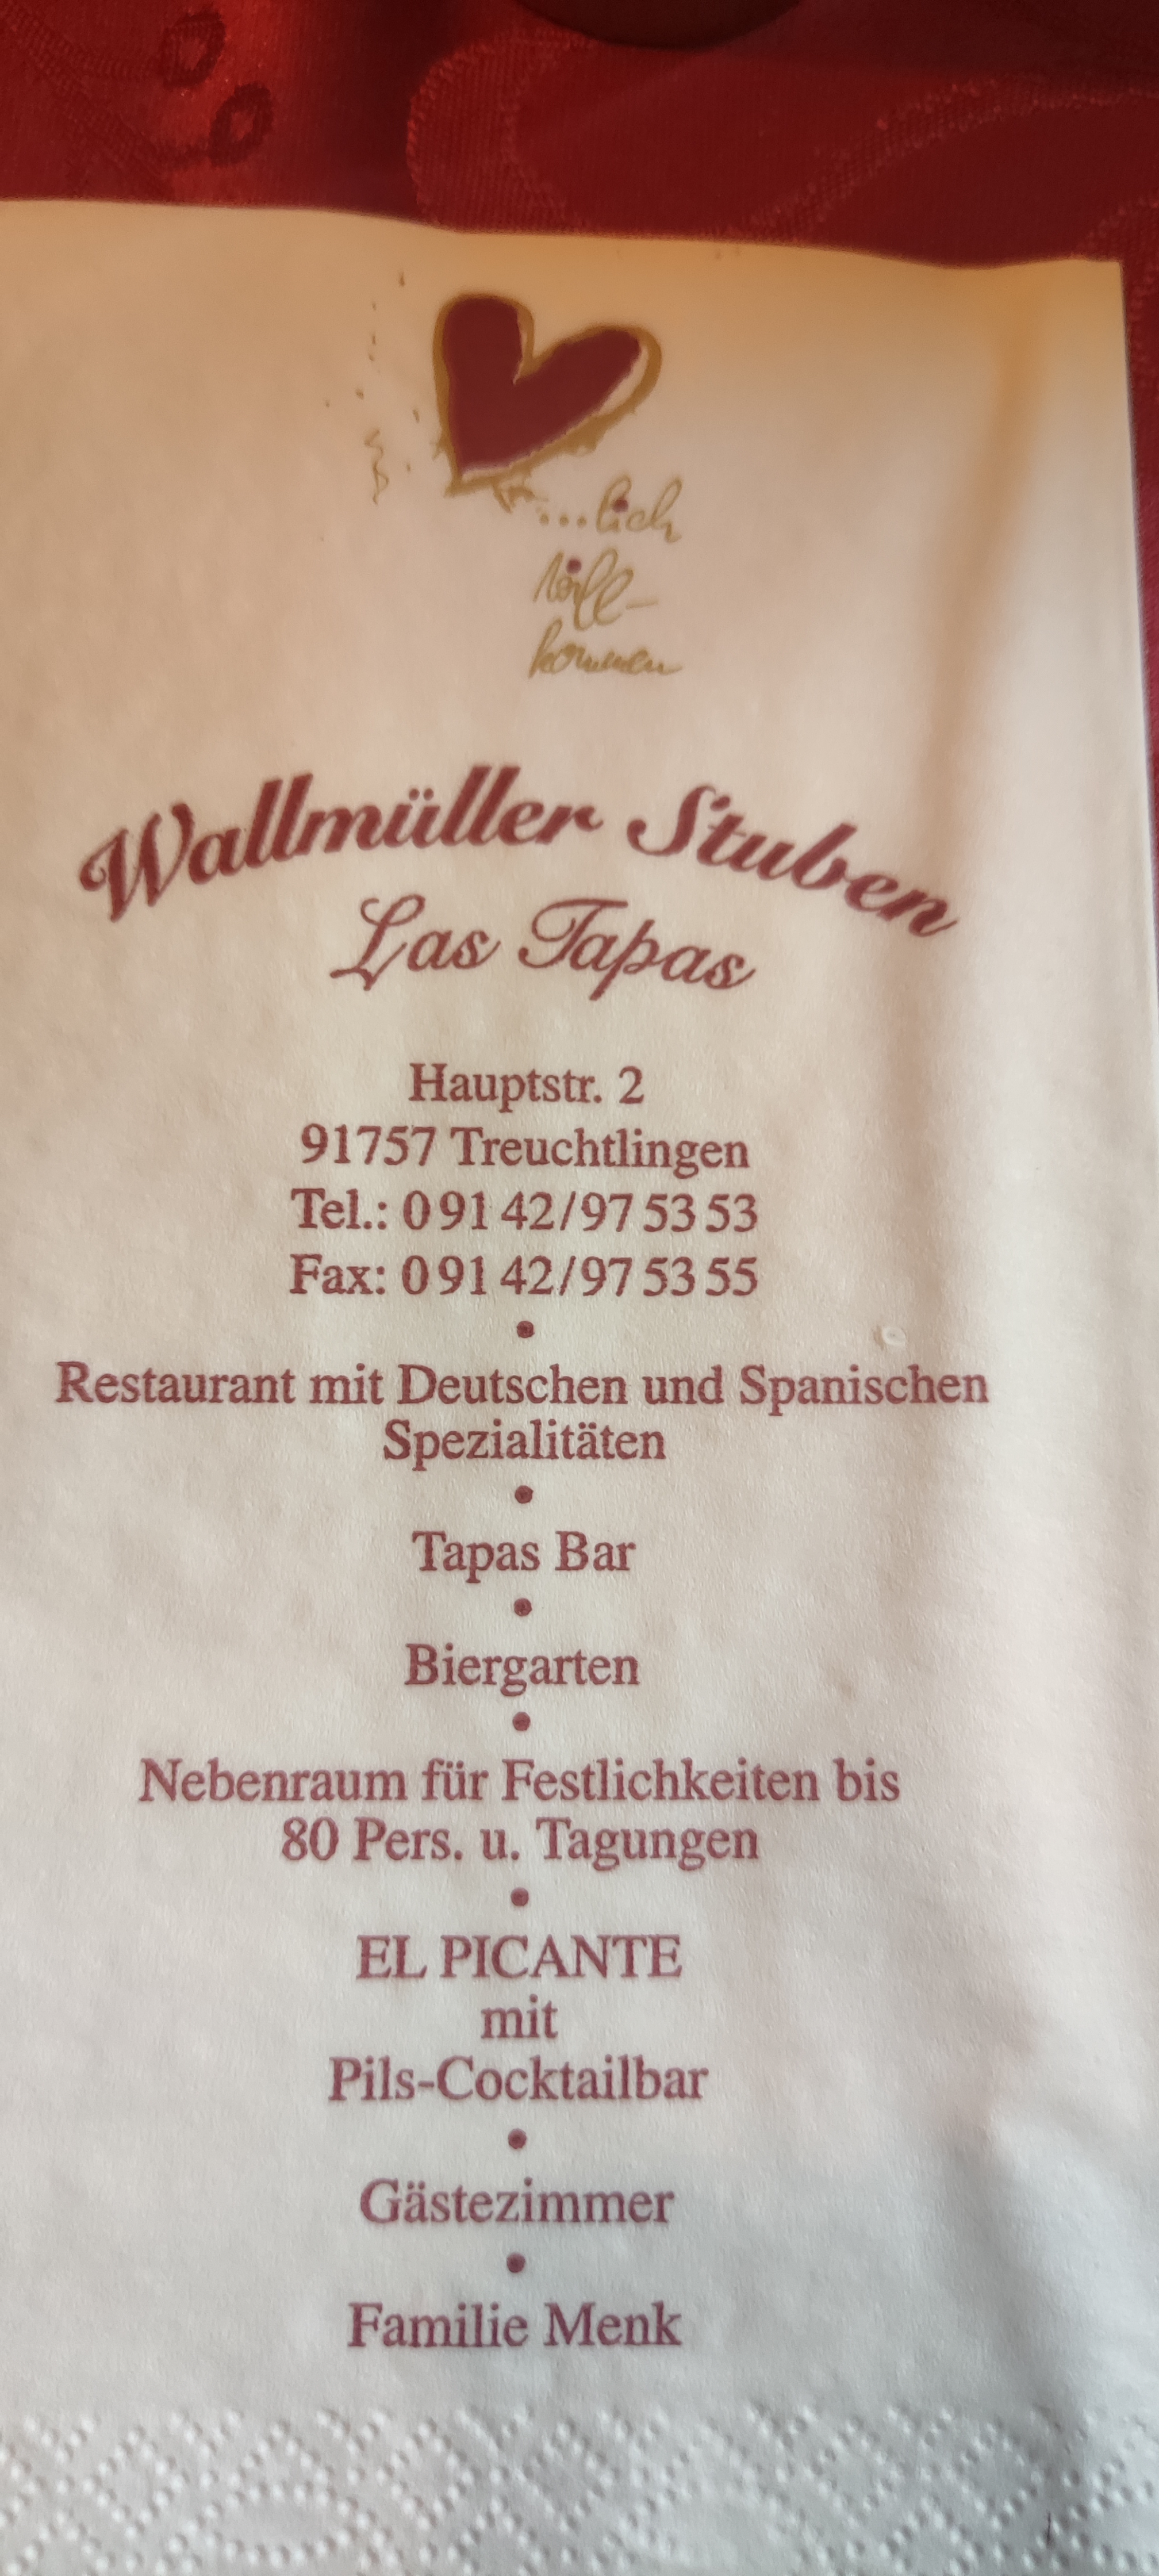 ...lich
will-
kommen
Wallmüller Stuben
Las Tapas
Hauptstr. 2
91757 Treuchtlingen
Tel.: 0 91 42/97 53 53
Fax: 0 91 42/97 53 55
•
Restaurant mit Deutschen und Spanischen
Spezialitäten
•
Tapas Bar
•
Biergarten
•
Nebenraum für Festlichkeiten bis
80 Pers. u. Tagungen
•
EL PICANTE
mit
Pils-Cocktailbar
•
Gästezimmer
•
Familie Menk